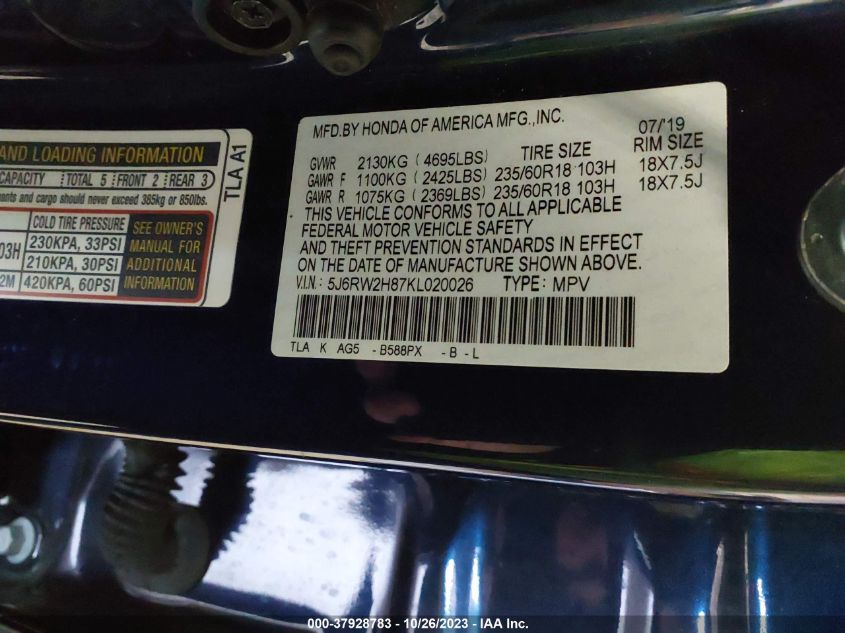 AND LOADING INFORMATION
CAPACITY TOTAL 5 FRONT 2 REAR 3
and cargo should never exceed 385kg or 850lbs.
COLD TIRE PRESSURE
03H 230KPA, 33PSI
210KPA, 30PSI
2M 420KPA, 60PSI
SEE OWNER'S
MANUAL FOR
ADDITIONAL
INFORMATION
TLA A1
MFD.BY HONDA OF AMERICA MFG.,INC. 07/'19
GVWR 2130KG ( 4695LBS) TIRE SIZE RIM SIZE
GAWR F 1100KG ( 2425LBS) 235/60R18 103H 18X7.5J
GAWR R 1075KG ( 2369LBS) 235/60R18 103H 18X7.5J
THIS VEHICLE CONFORMS TO ALL APPLICABLE
FEDERAL MOTOR VEHICLE SAFETY
AND THEFT PREVENTION STANDARDS IN EFFECT
ON THE DATE OF MANUFACTURE SHOWN ABOVE.
V.I.N.: 5J6RW2H87KL020026 TYPE: MPV
TLA K AG5 - B588PX - B - L
000-37928783 - 10/26/2023 - IAA Inc.